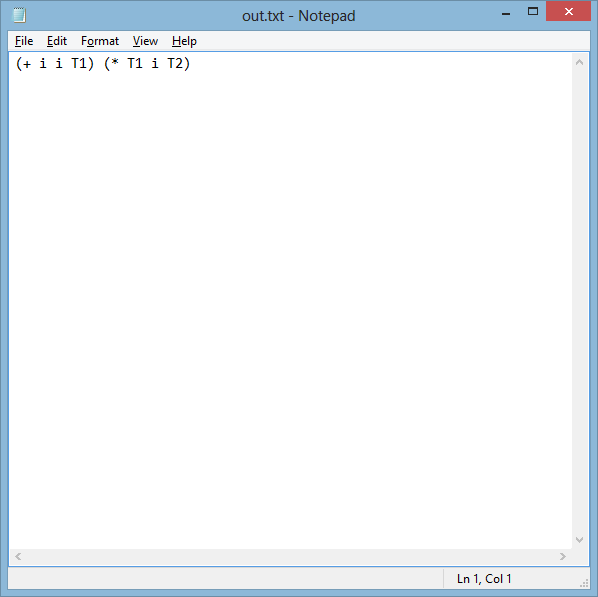 out.txt - Notepad
File Edit Format View Help
(+ i i T1) (* T1 i T2)
Ln 1, Col 1